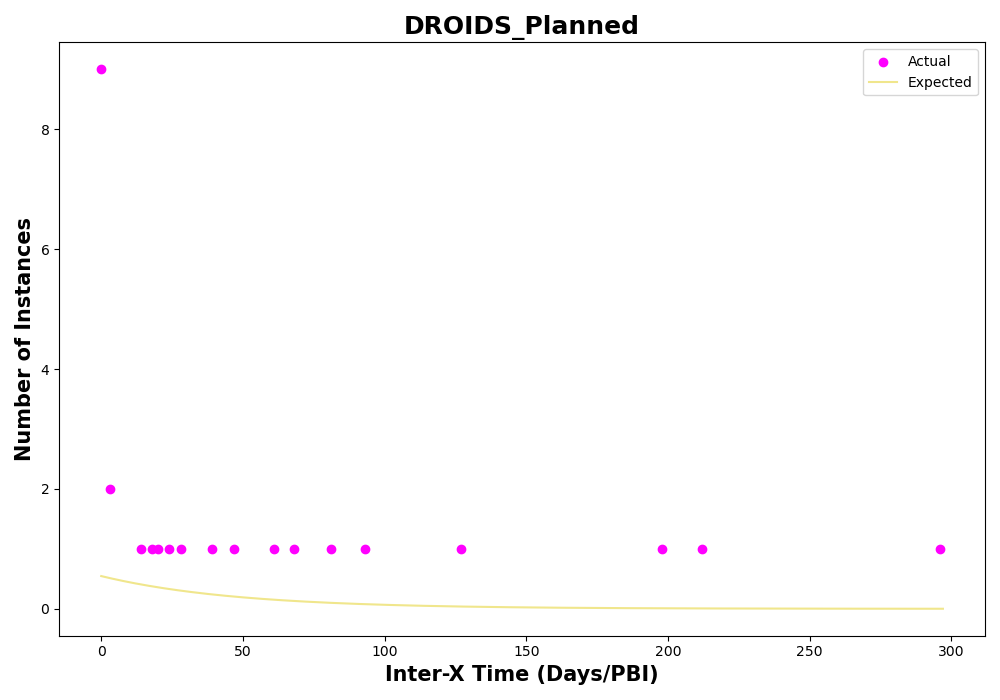 DROIDS_Planned
Actual
Expected
8
6
4
2
0
Number of Instances
0
50
100
150
200
250
300
Inter-X Time (Days/PBI)